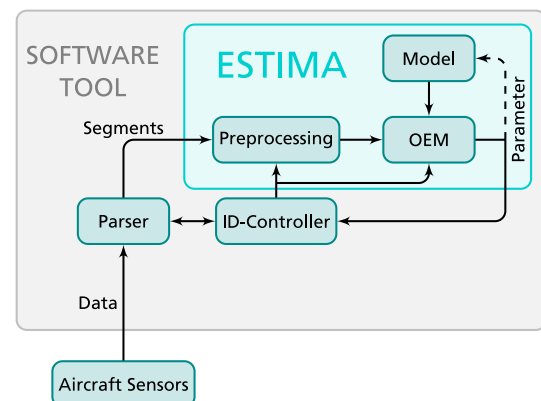 SOFTWARE
TOOL
ESTIMA
Model
Segments
Preprocessing
OEM
Parameter
Parser
ID-Controller
Data
Aircraft Sensors